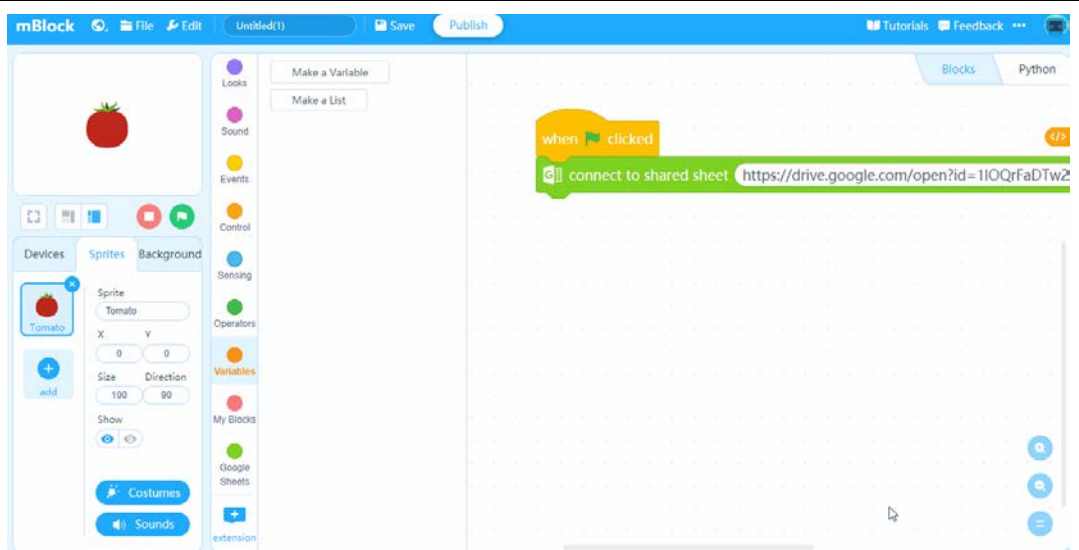 mBlock File Edit Untitled(1) Save Publish Tutorials Feedback
Blocks Python
Looks
Sound
Events
Control
Sensing
Operators
Variables
My Blocks
Google
Sheets
extension
Make a Variable
Make a List
when clicked
</>
connect to shared sheet https://drive.google.com/open?id=1IOQrFaDTw2
Devices Sprites Background
Tomato
add
Sprite
Tomato
X Y
0 0
Size Direction
100 90
Show
Costumes
Sounds